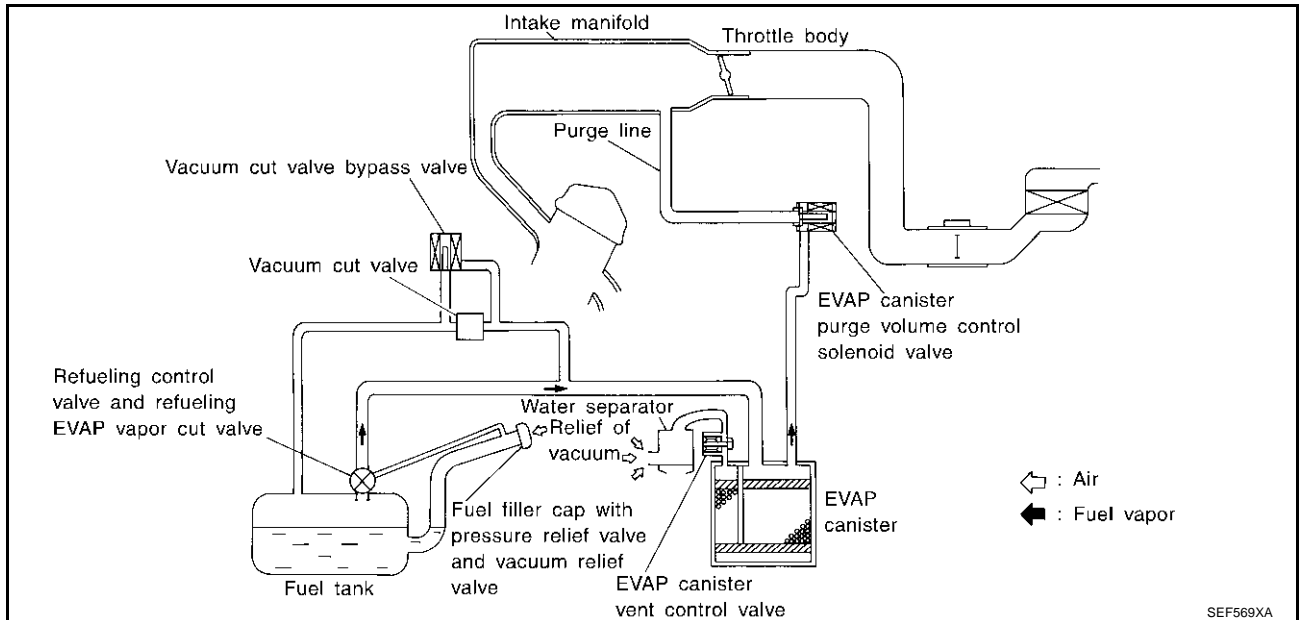 Intake manifold
Throttle body
Purge line
Vacuum cut valve bypass valve
Vacuum cut valve
EVAP canister
purge volume control
solenoid valve
Refueling control
valve and refueling
EVAP vapor cut valve
Water separator
Relief of
vacuum
Fuel filler cap with
pressure relief valve
and vacuum relief
valve
EVAP
canister
: Air
: Fuel vapor
Fuel tank
EVAP canister
vent control valve
SEF569XA